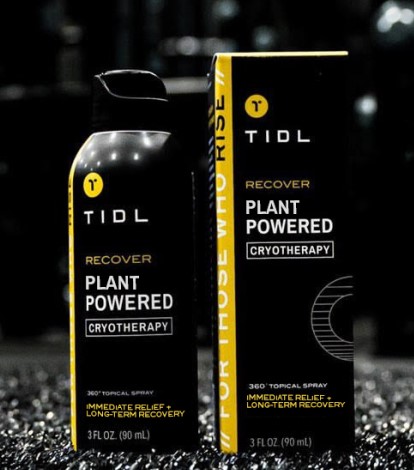 TIDL
RECOVER
PLANT
POWERED
CRYOTHERAPY
360° TOPICAL SPRAY
IMMEDIATE RELIEF +
LONG-TERM RECOVERY
3 FL OZ. (90 mL)
// FOR THOSE WHO RISE //
TIDL
RECOVER
PLANT
POWERED
CRYOTHERAPY
360° TOPICAL SPRAY
IMMEDIATE RELIEF +
LONG-TERM RECOVERY
3 FL OZ. (90 mL)